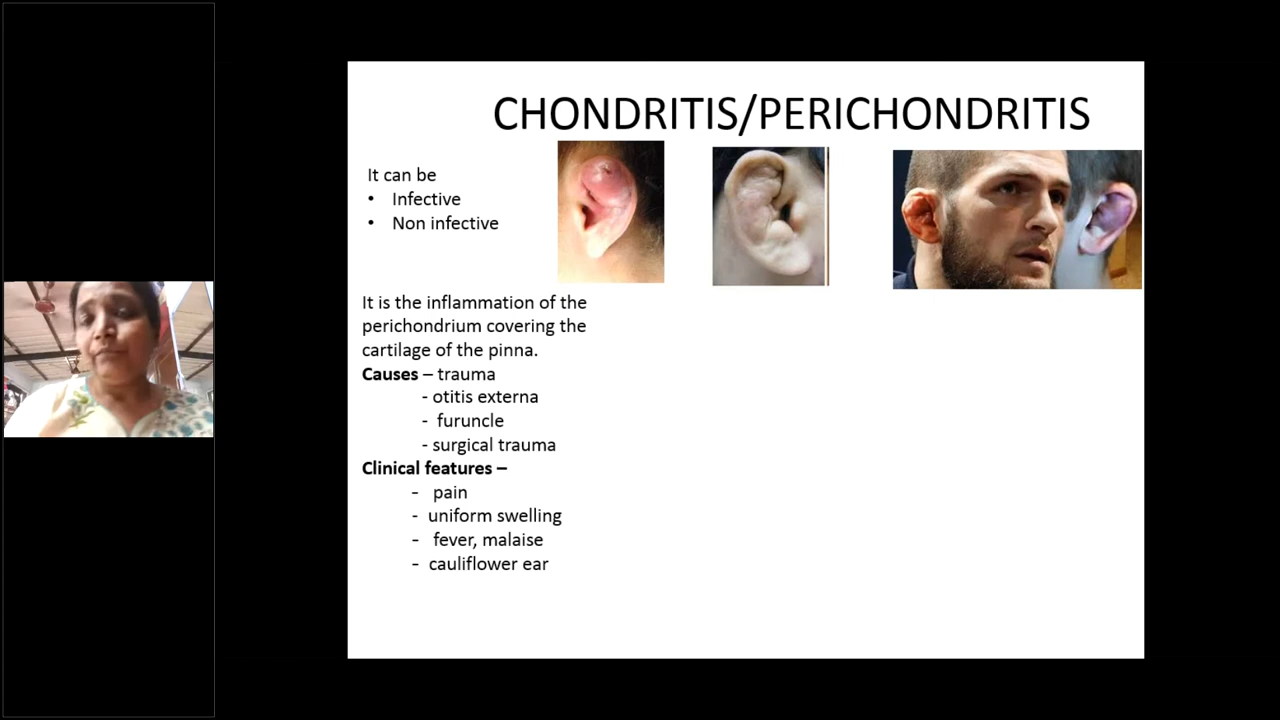 CHONDRITIS/PERICHONDRITIS
It can be
• Infective
• Non infective
It is the inflammation of the
perichondrium covering the
cartilage of the pinna.
Causes – trauma
- otitis externa
- furuncle
- surgical trauma
Clinical features –
- pain
- uniform swelling
- fever, malaise
- cauliflower ear